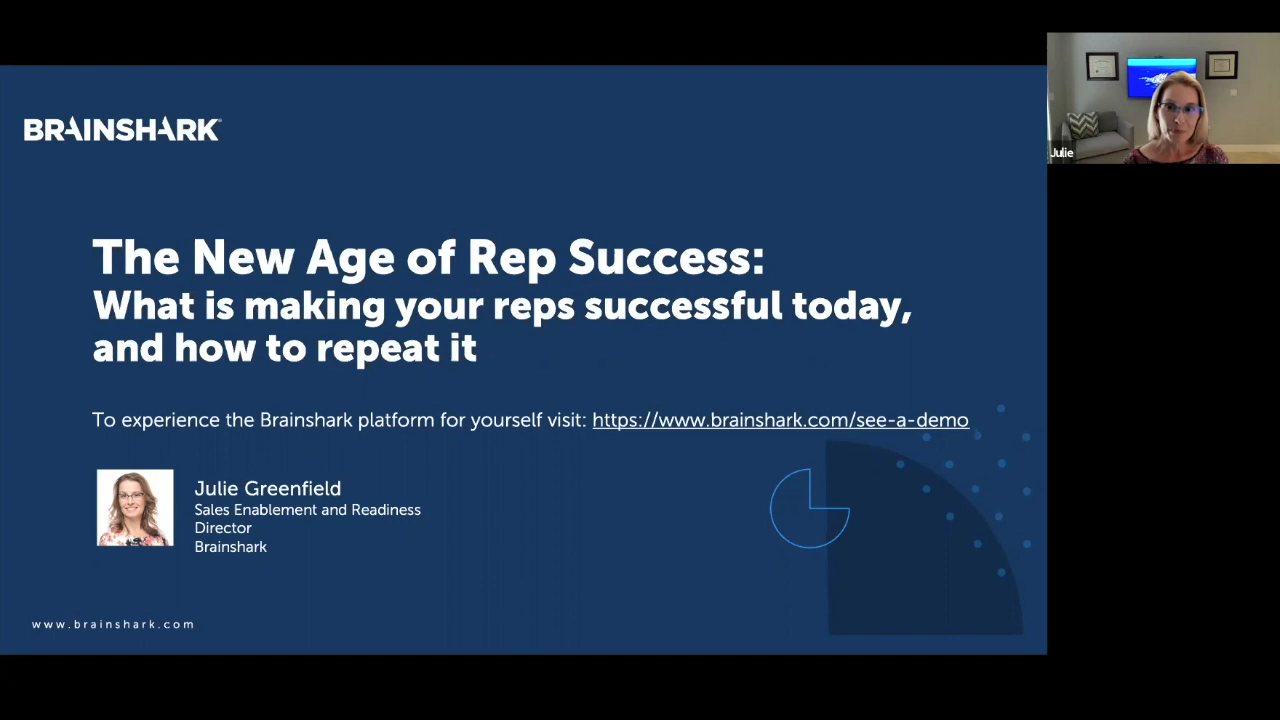 BRAINSHARK
Julie
The New Age of Rep Success:
What is making your reps successful today,
and how to repeat it
To experience the Brainshark platform for yourself visit: https://www.brainshark.com/see-a-demo
Julie Greenfield
Sales Enablement and Readiness
Director
Brainshark
www.brainshark.com